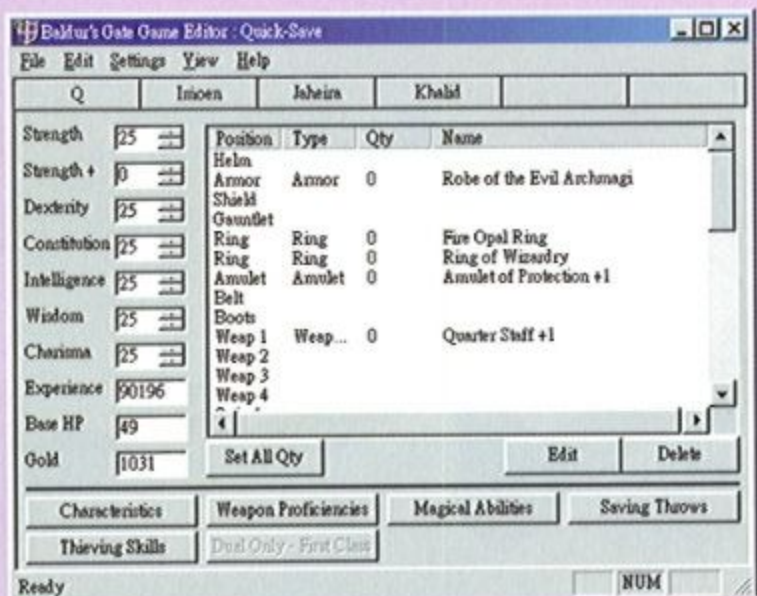 Baldur's Gate Game Editor : Quick-Save
File Edit Settings View Help
Q Imoen Jaheira Khalid
Strength 25
Strength + 0
Dexterity 25
Constitution 25
Intelligence 25
Wisdom 25
Charisma 25
Experience 90196
Base HP 49
Gold 1031
Position Type Qty Name
Helm
Armor Armor 0 Robe of the Evil Archmagi
Shield
Gauntlet
Ring Ring 0 Fire Opal Ring
Ring Ring 0 Ring of Wizardry
Amulet Amulet 0 Amulet of Protection +1
Belt
Boots
Weap 1 Weap... 0 Quarter Staff +1
Weap 2
Weap 3
Weap 4
Set All Qty Edit Delete
Characteristics Weapon Proficiencies Magical Abilities Saving Throws
Thieving Skills Dual Only - First Class
Ready NUM